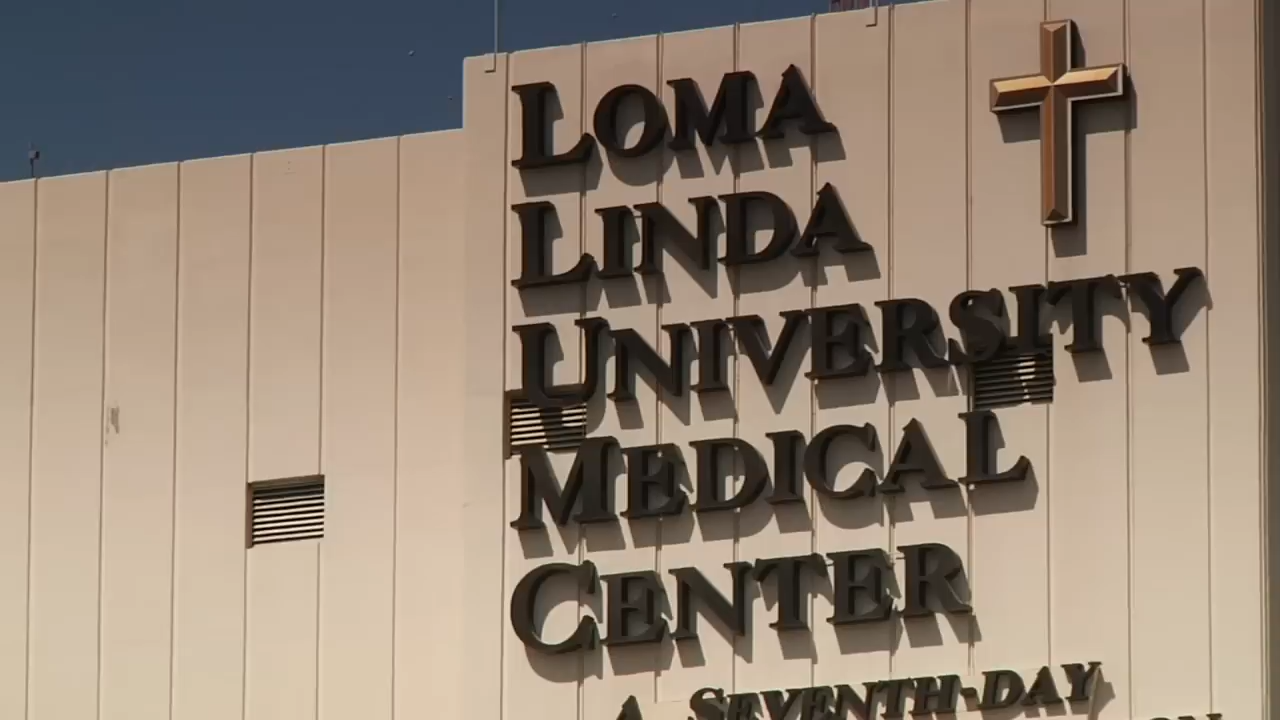 LOMA
LINDA
UNIVERSITY
MEDICAL
CENTER
A SEVENTH-DAY